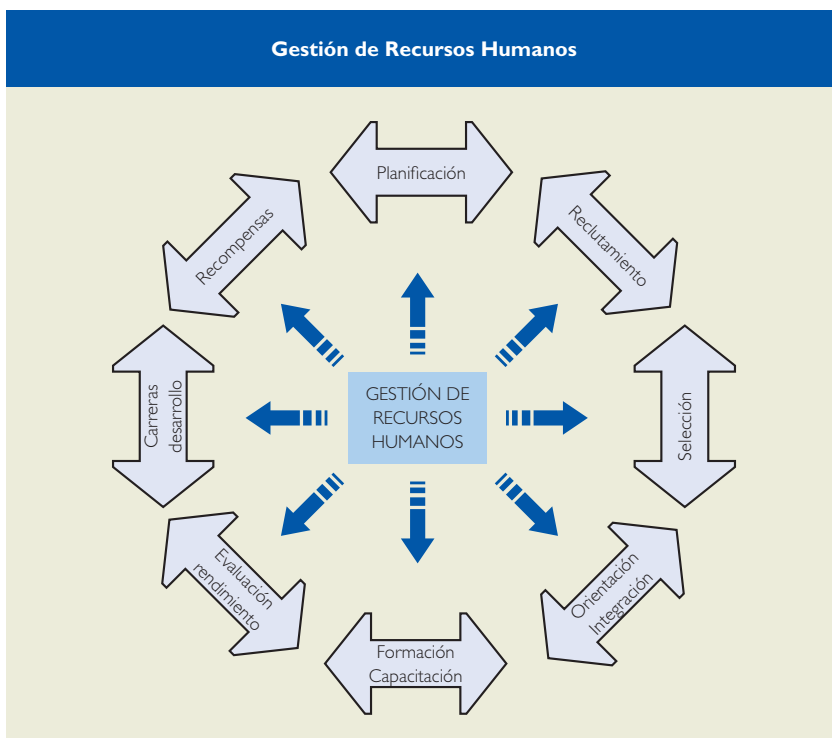 Gestión de Recursos Humanos
Planificación
Reclutamiento
Selección
Orientación
Integración
Formación
Capacitación
Evaluación
rendimiento
Carreras
desarrollo
Recompensas
GESTIÓN DE
RECURSOS
HUMANOS